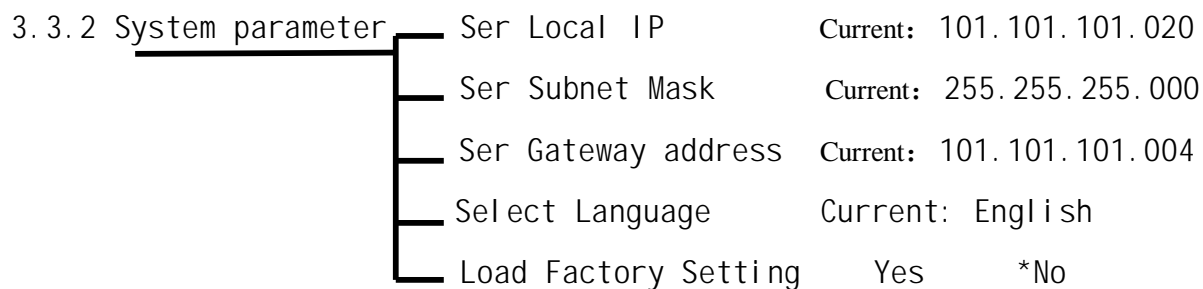 3.3.2 System parameter Ser Local IP Current： 101.101.101.020
Ser Subnet Mask Current： 255.255.255.000
Ser Gateway address Current： 101.101.101.004
Select Language Current: English
Load Factory Setting Yes *No